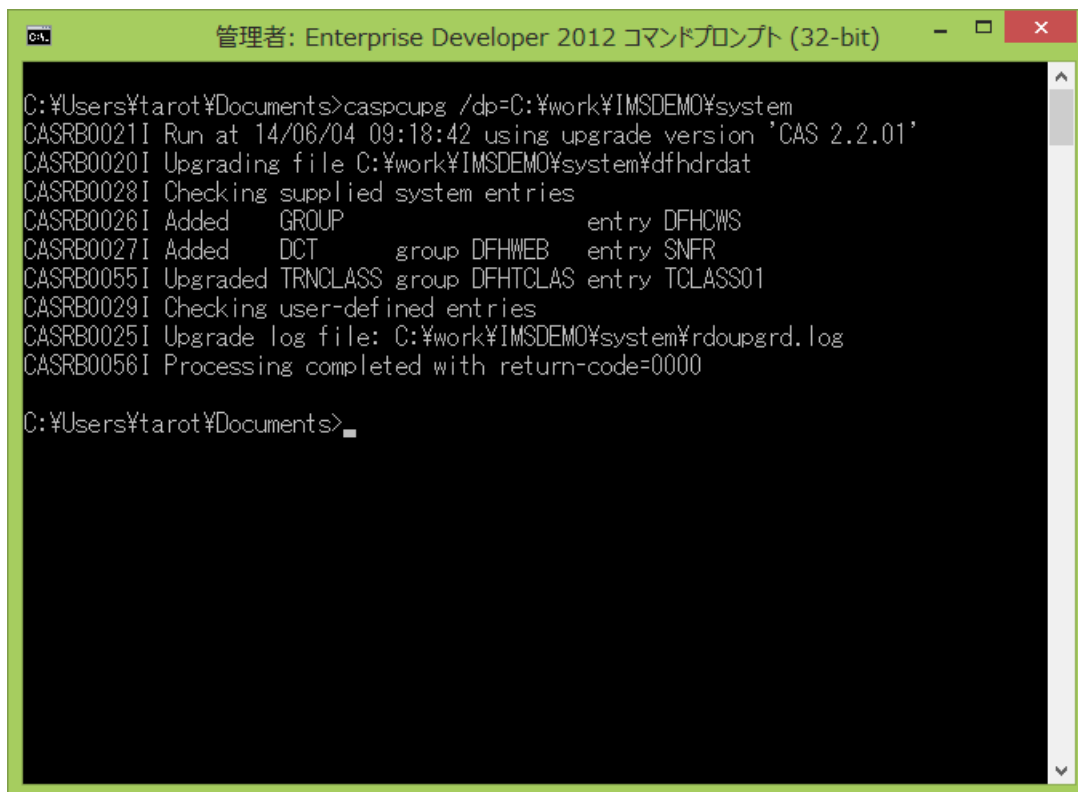 管理者: Enterprise Developer 2012 コマンドプロンプト (32-bit)
C:¥Users¥tarot¥Documents>caspcupg /dp=C:¥work¥IMSDEMO¥system
CASRB0021I Run at 14/06/04 09:18:42 using upgrade version 'CAS 2.2.01'
CASRB0020I Upgrading file C:¥work¥IMSDEMO¥system¥dfhdrdat
CASRB0028I Checking supplied system entries
CASRB0026I Added    GROUP                     entry DFHCWS
CASRB0027I Added    DCT      group DFHWEB   entry SNFR
CASRB0055I Upgraded TRNCLASS group DFHTCLAS entry TCLASS01
CASRB0029I Checking user-defined entries
CASRB0025I Upgrade log file: C:¥work¥IMSDEMO¥system¥rdoupgrd.log
CASRB0056I Processing completed with return-code=0000
C:¥Users¥tarot¥Documents>